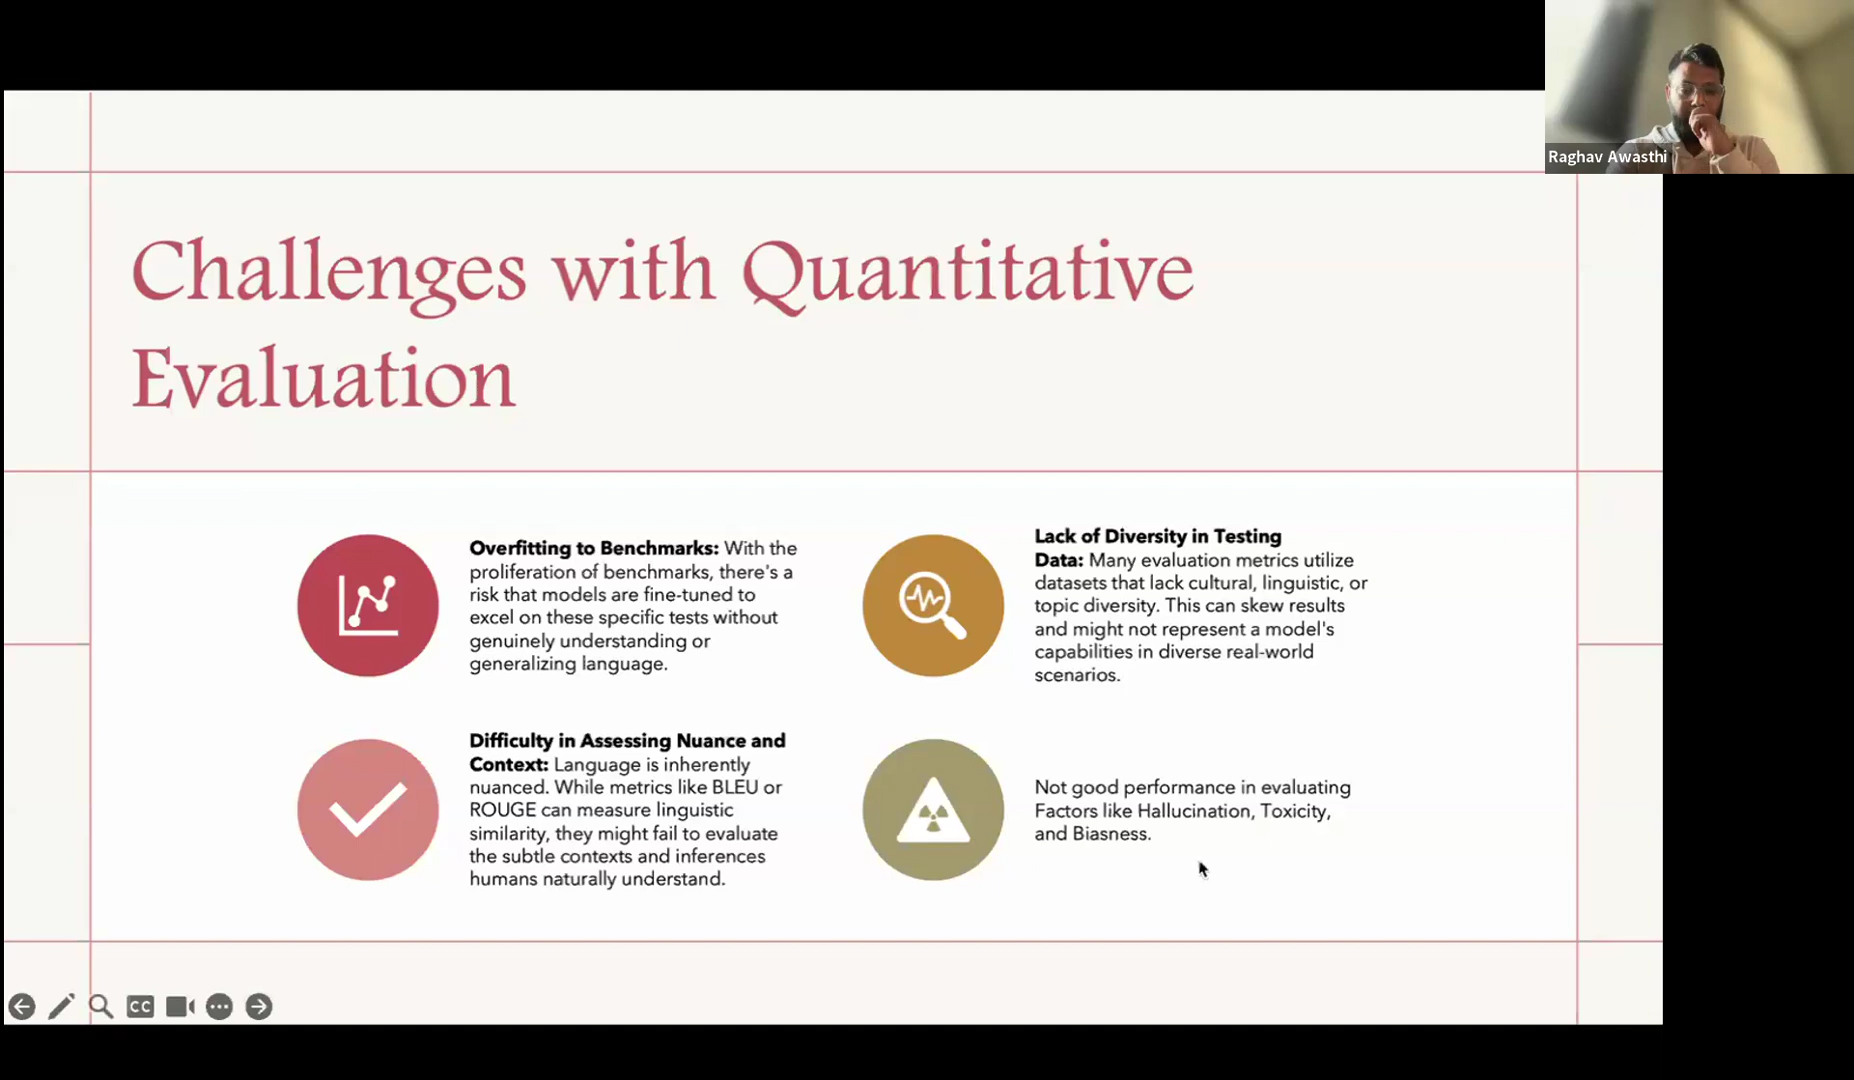 Raghav Awasthi
Challenges with Quantitative
Evaluation
Overfitting to Benchmarks: With the
proliferation of benchmarks, there's a
risk that models are fine-tuned to
excel on these specific tests without
genuinely understanding or
generalizing language.
Lack of Diversity in Testing
Data: Many evaluation metrics utilize
datasets that lack cultural, linguistic, or
topic diversity. This can skew results
and might not represent a model's
capabilities in diverse real-world
scenarios.
Difficulty in Assessing Nuance and
Context: Language is inherently
nuanced. While metrics like BLEU or
ROUGE can measure linguistic
similarity, they might fail to evaluate
the subtle contexts and inferences
humans naturally understand.
Not good performance in evaluating
Factors like Hallucination, Toxicity,
and Biasness.
CC